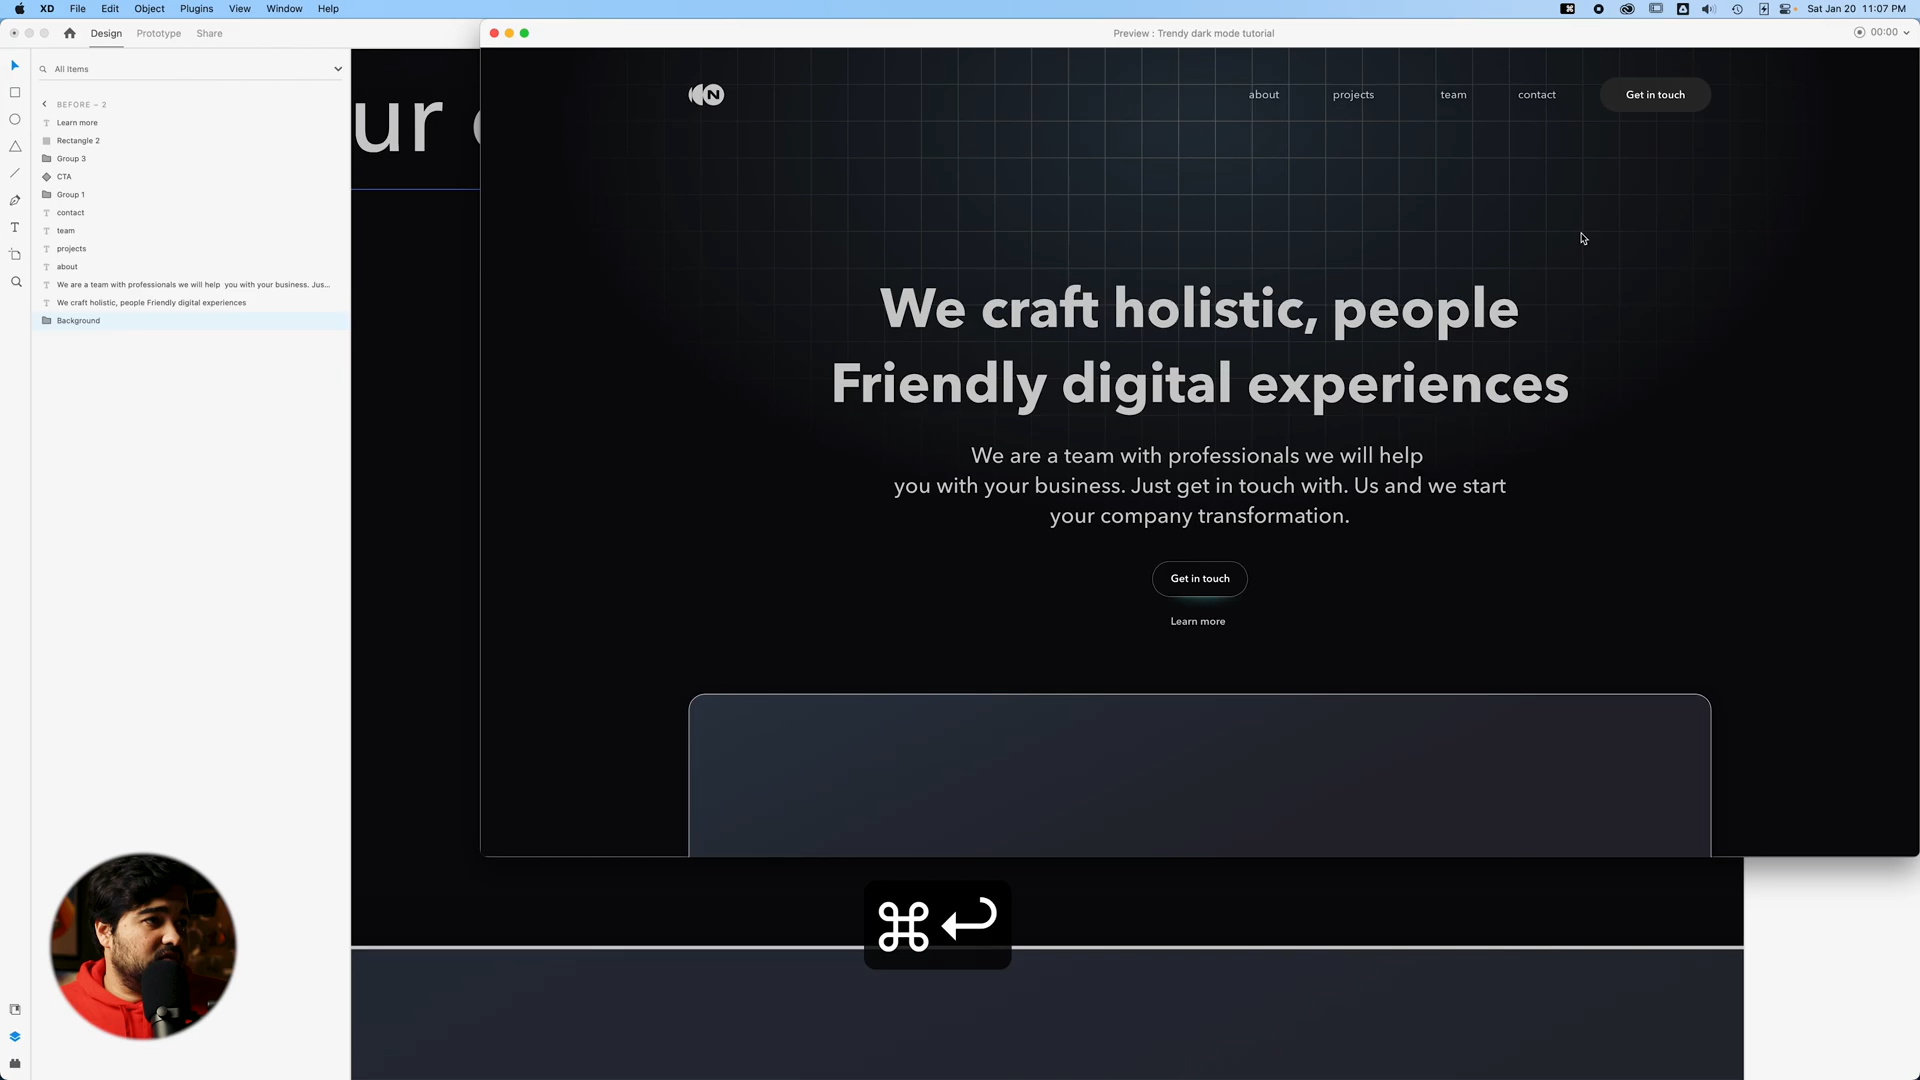 XD File Edit Object Plugins View Window Help
Sat Jan 20 11:07 PM
Design Prototype Share
Preview : Trendy dark mode tutorial
00:00
All Items
BEFORE – 2
Learn more
Rectangle 2
Group 3
CTA
Group 1
contact
team
projects
about
We are a team with professionals we will help you with your business. Jus...
We craft holistic, people Friendly digital experiences
Background
ur
N
about projects team contact Get in touch
We craft holistic, people
Friendly digital experiences
We are a team with professionals we will help
you with your business. Just get in touch with. Us and we start
your company transformation.
Get in touch
Learn more